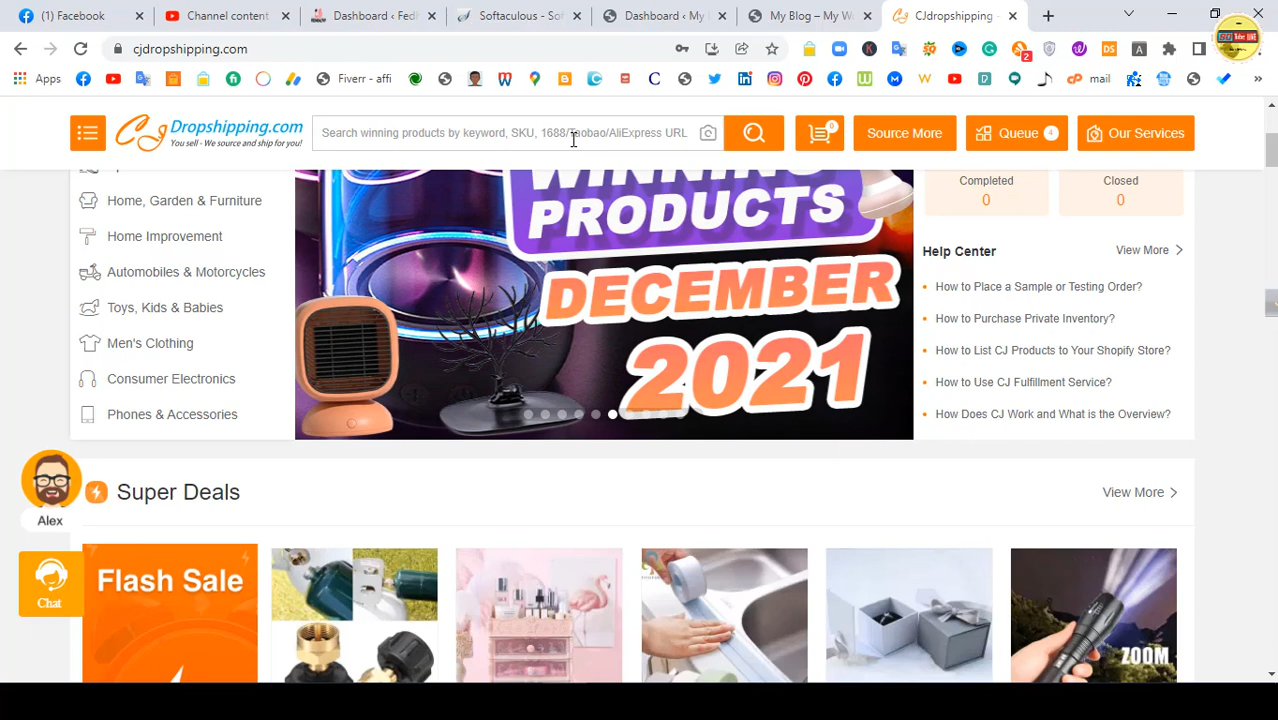 (1) Facebook
Channel content
Dashboard ‹ FedF
Softaculous - Sof
Dashboard ‹ My
My Blog – My W
CJdropshipping -
cjdropshipping.com
Apps
Fiverr - affi
mail
CJ Dropshipping.com
You sell - We source and ship for you!
Search winning products by keyword, SKU, 1688/Taobao/AliExpress URL
0
Source More
Queue 4
Our Services
Home, Garden & Furniture
Home Improvement
Automobiles & Motorcycles
Toys, Kids & Babies
Men's Clothing
Consumer Electronics
Phones & Accessories
WINNING
PRODUCTS
DECEMBER
2021
Completed
0
Closed
0
Help Center
View More
How to Place a Sample or Testing Order?
How to Purchase Private Inventory?
How to List CJ Products to Your Shopify Store?
How to Use CJ Fulfillment Service?
How Does CJ Work and What is the Overview?
Alex
Chat
Super Deals
View More
Flash Sale
ZOOM